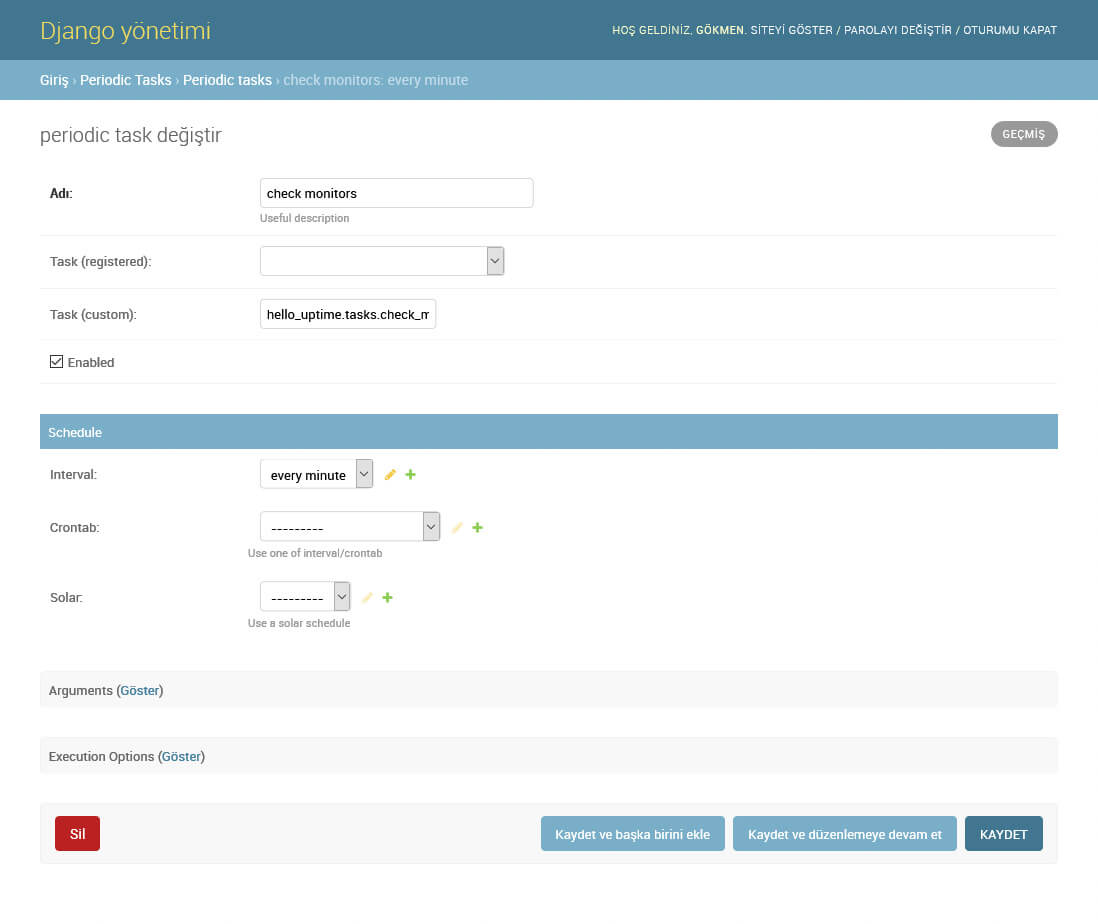 Django yönetimi
HOŞ GELDİNİZ, GÖKMEN. SİTEYİ GÖSTER / PAROLAYI DEĞİŞTİR / OTURUMU KAPAT
Giriş › Periodic Tasks › Periodic tasks › check monitors: every minute
periodic task değiştir
GEÇMİŞ
Adı:
check monitors
Useful description
Task (registered):
Task (custom):
hello_uptime.tasks.check_m
Enabled
Schedule
Interval:
every minute
Crontab:
---------
Use one of interval/crontab
Solar:
---------
Use a solar schedule
Arguments (Göster)
Execution Options (Göster)
Sil
Kaydet ve başka birini ekle
Kaydet ve düzenlemeye devam et
KAYDET